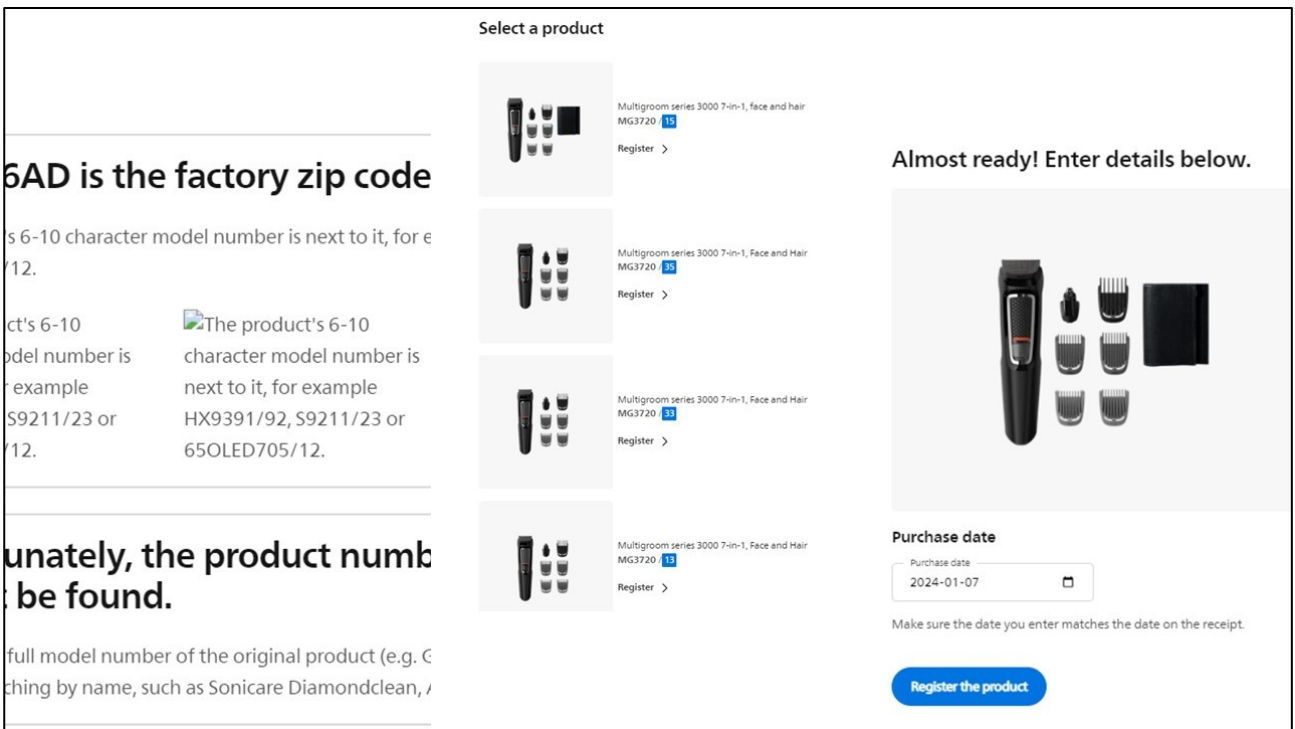 6AD is the factory zip code
's 6-10 character model number is next to it, for e
/12.
ct's 6-10
odel number is
example
S9211/23 or
/12.
The product's 6-10
character model number is
next to it, for example
HX9391/92, S9211/23 or
65OLED705/12.
unately, the product numb
be found.
full model number of the original product (e.g. G
ching by name, such as Sonicare Diamondclean, A
Select a product
Multigroom series 3000 7-in-1, face and hair
MG3720 /15
Register >
Multigroom series 3000 7-in-1, Face and Hair
MG3720 /35
Register >
Multigroom series 3000 7-in-1, Face and Hair
MG3720 /33
Register >
Multigroom series 3000 7-in-1, Face and Hair
MG3720 /13
Register >
Almost ready! Enter details below.
Purchase date
Purchase date
2024-01-07
Make sure the date you enter matches the date on the receipt.
Register the product